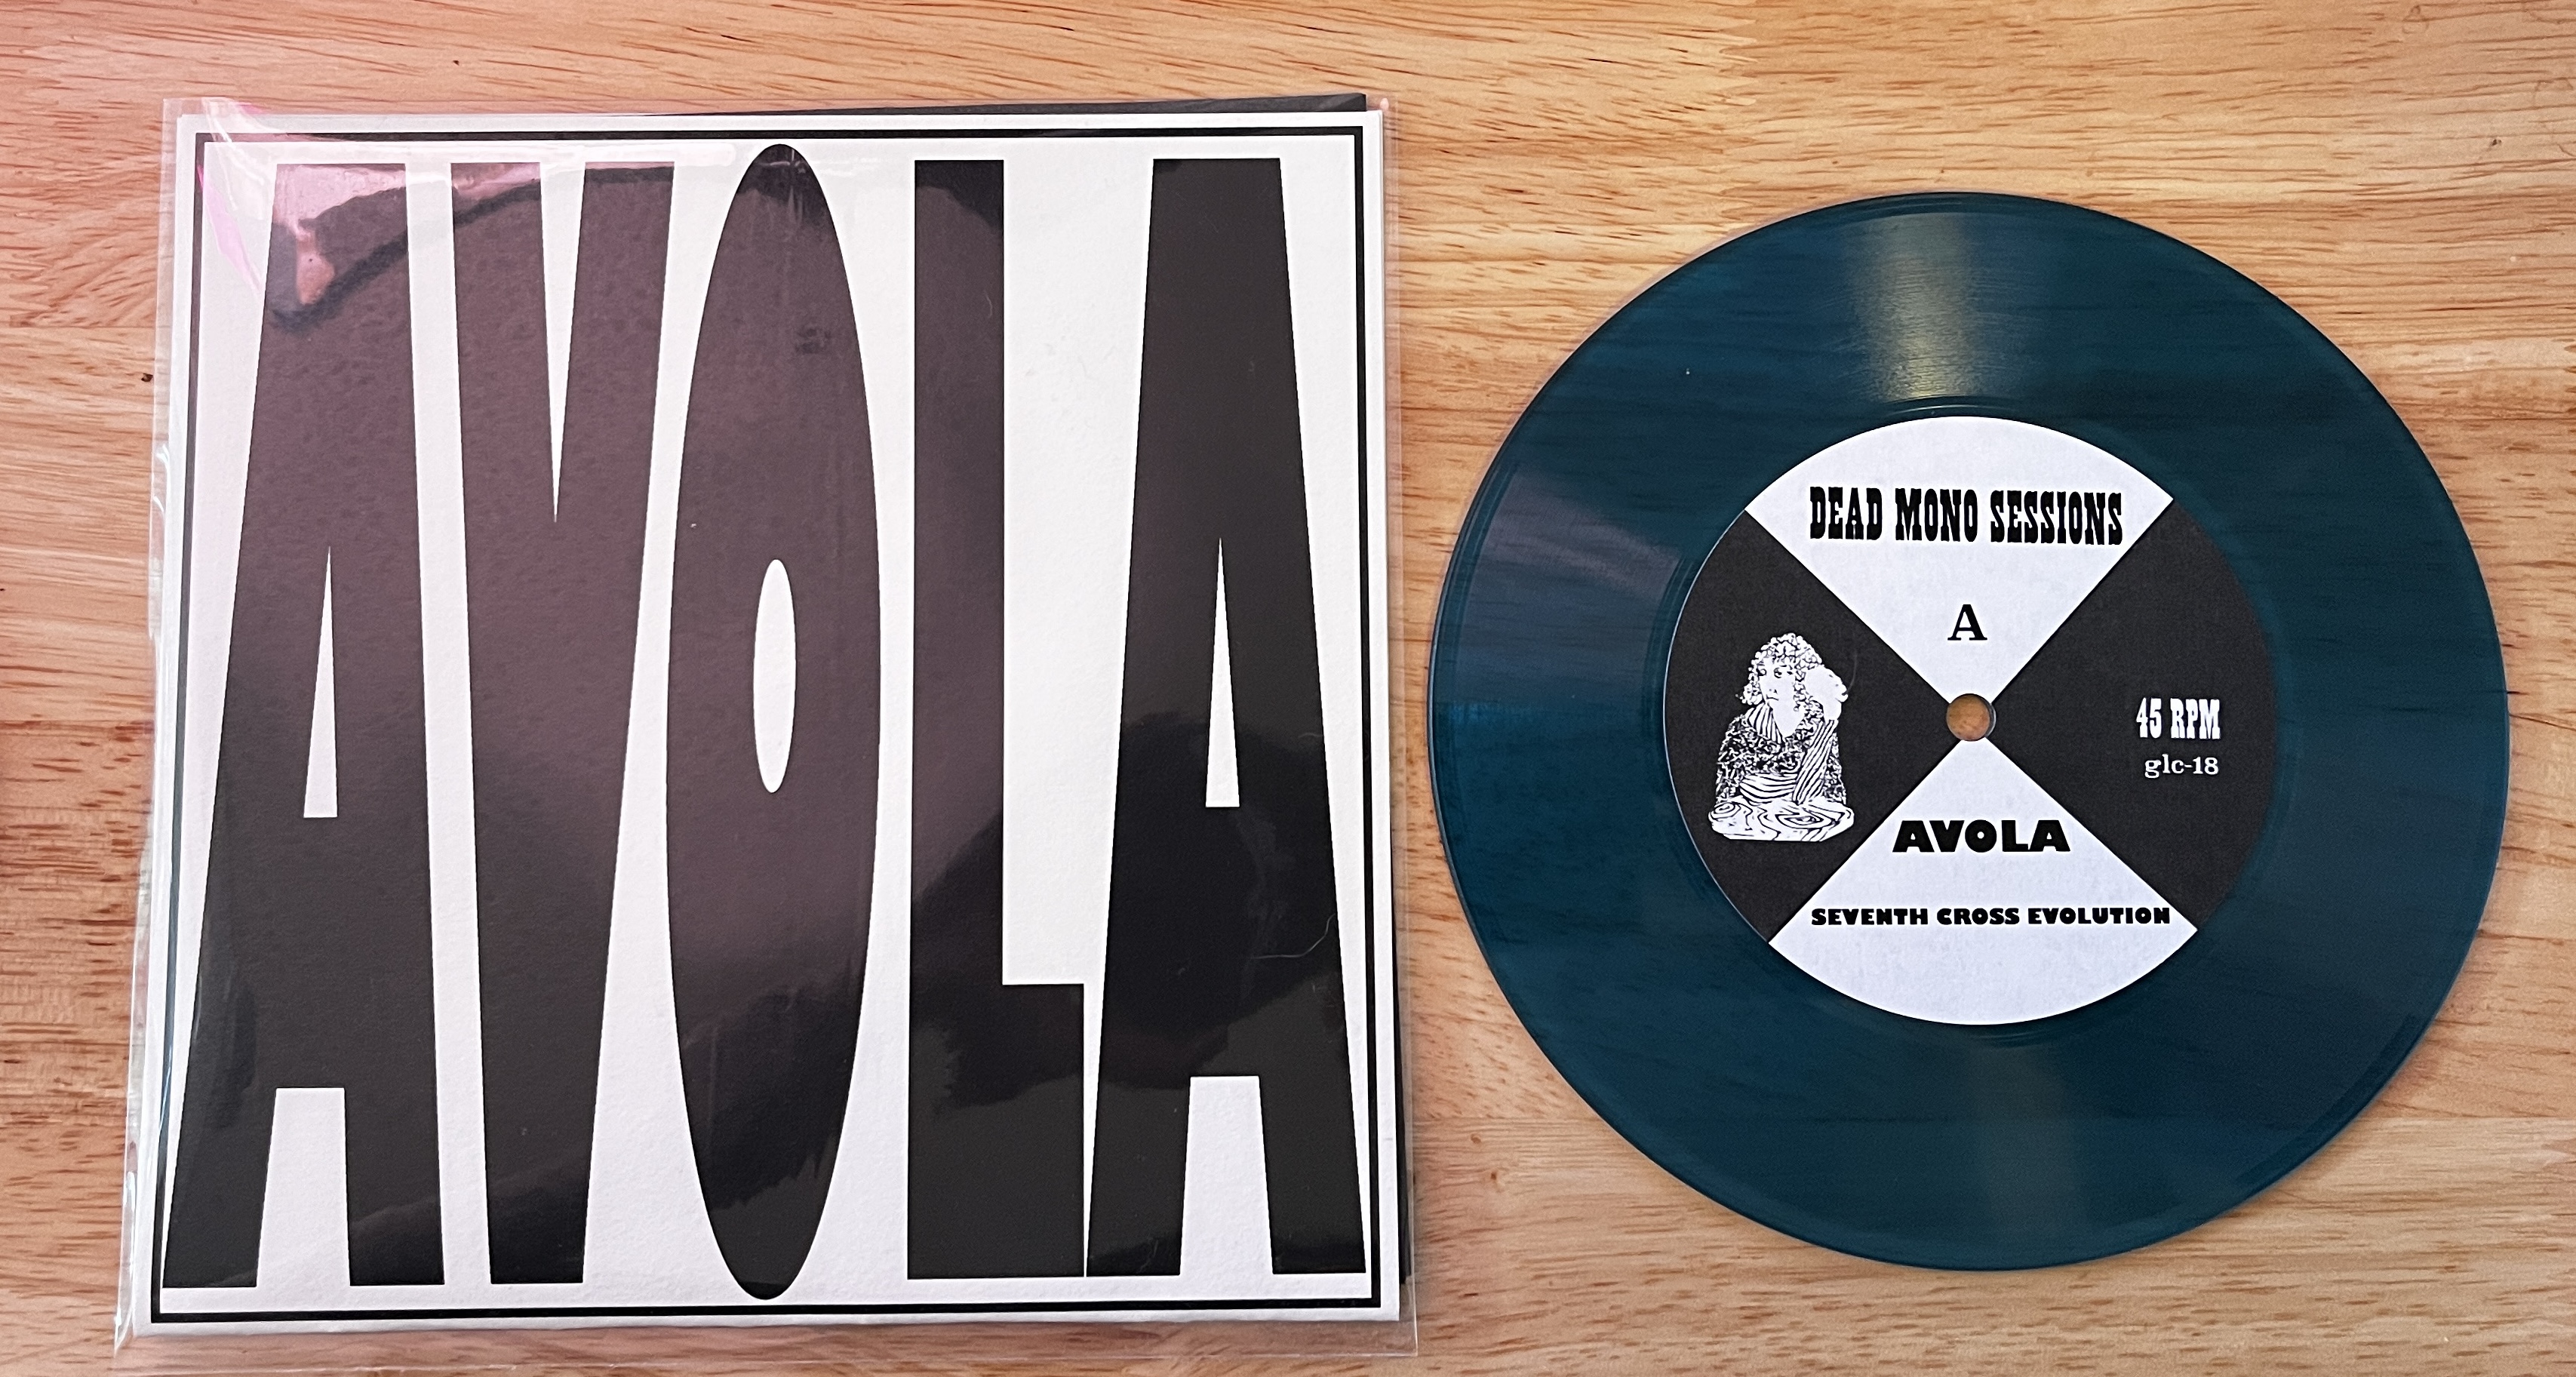 AVOLA
DEAD MONO SESSIONS
A
45 RPM
glc-18
AVOLA
SEVENTH CROSS EVOLUTION